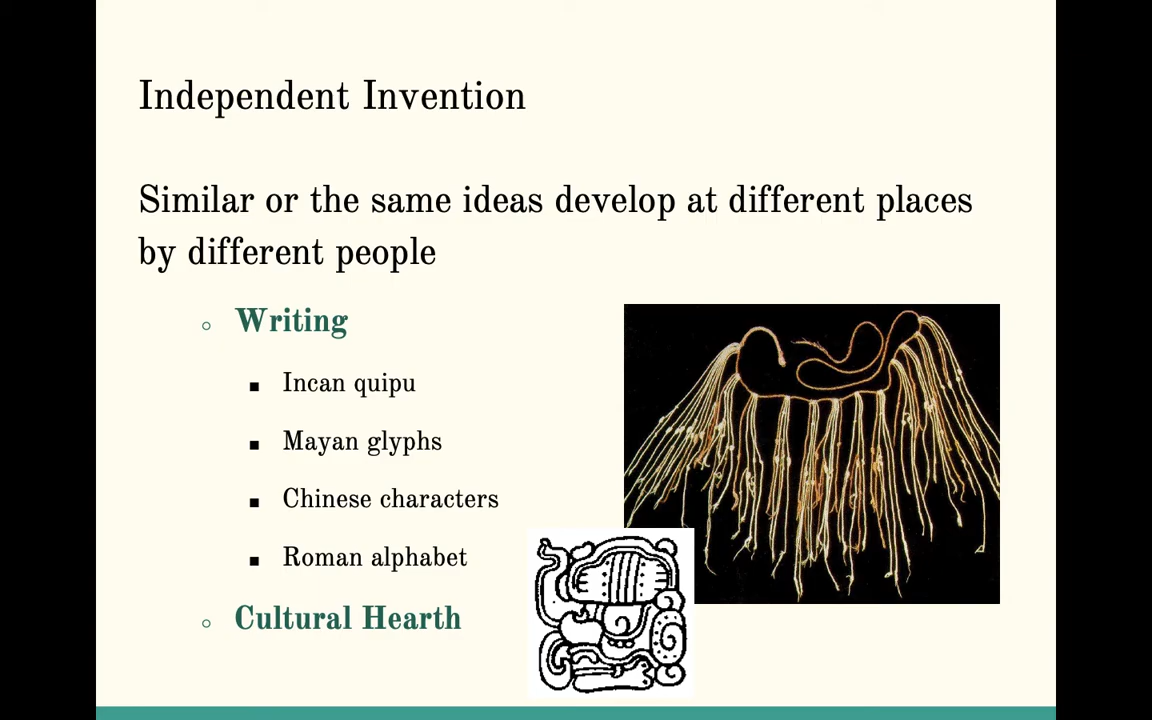 Independent Invention
Similar or the same ideas develop at different places
by different people
Writing
Incan quipu
Mayan glyphs
Chinese characters
Roman alphabet
Cultural Hearth